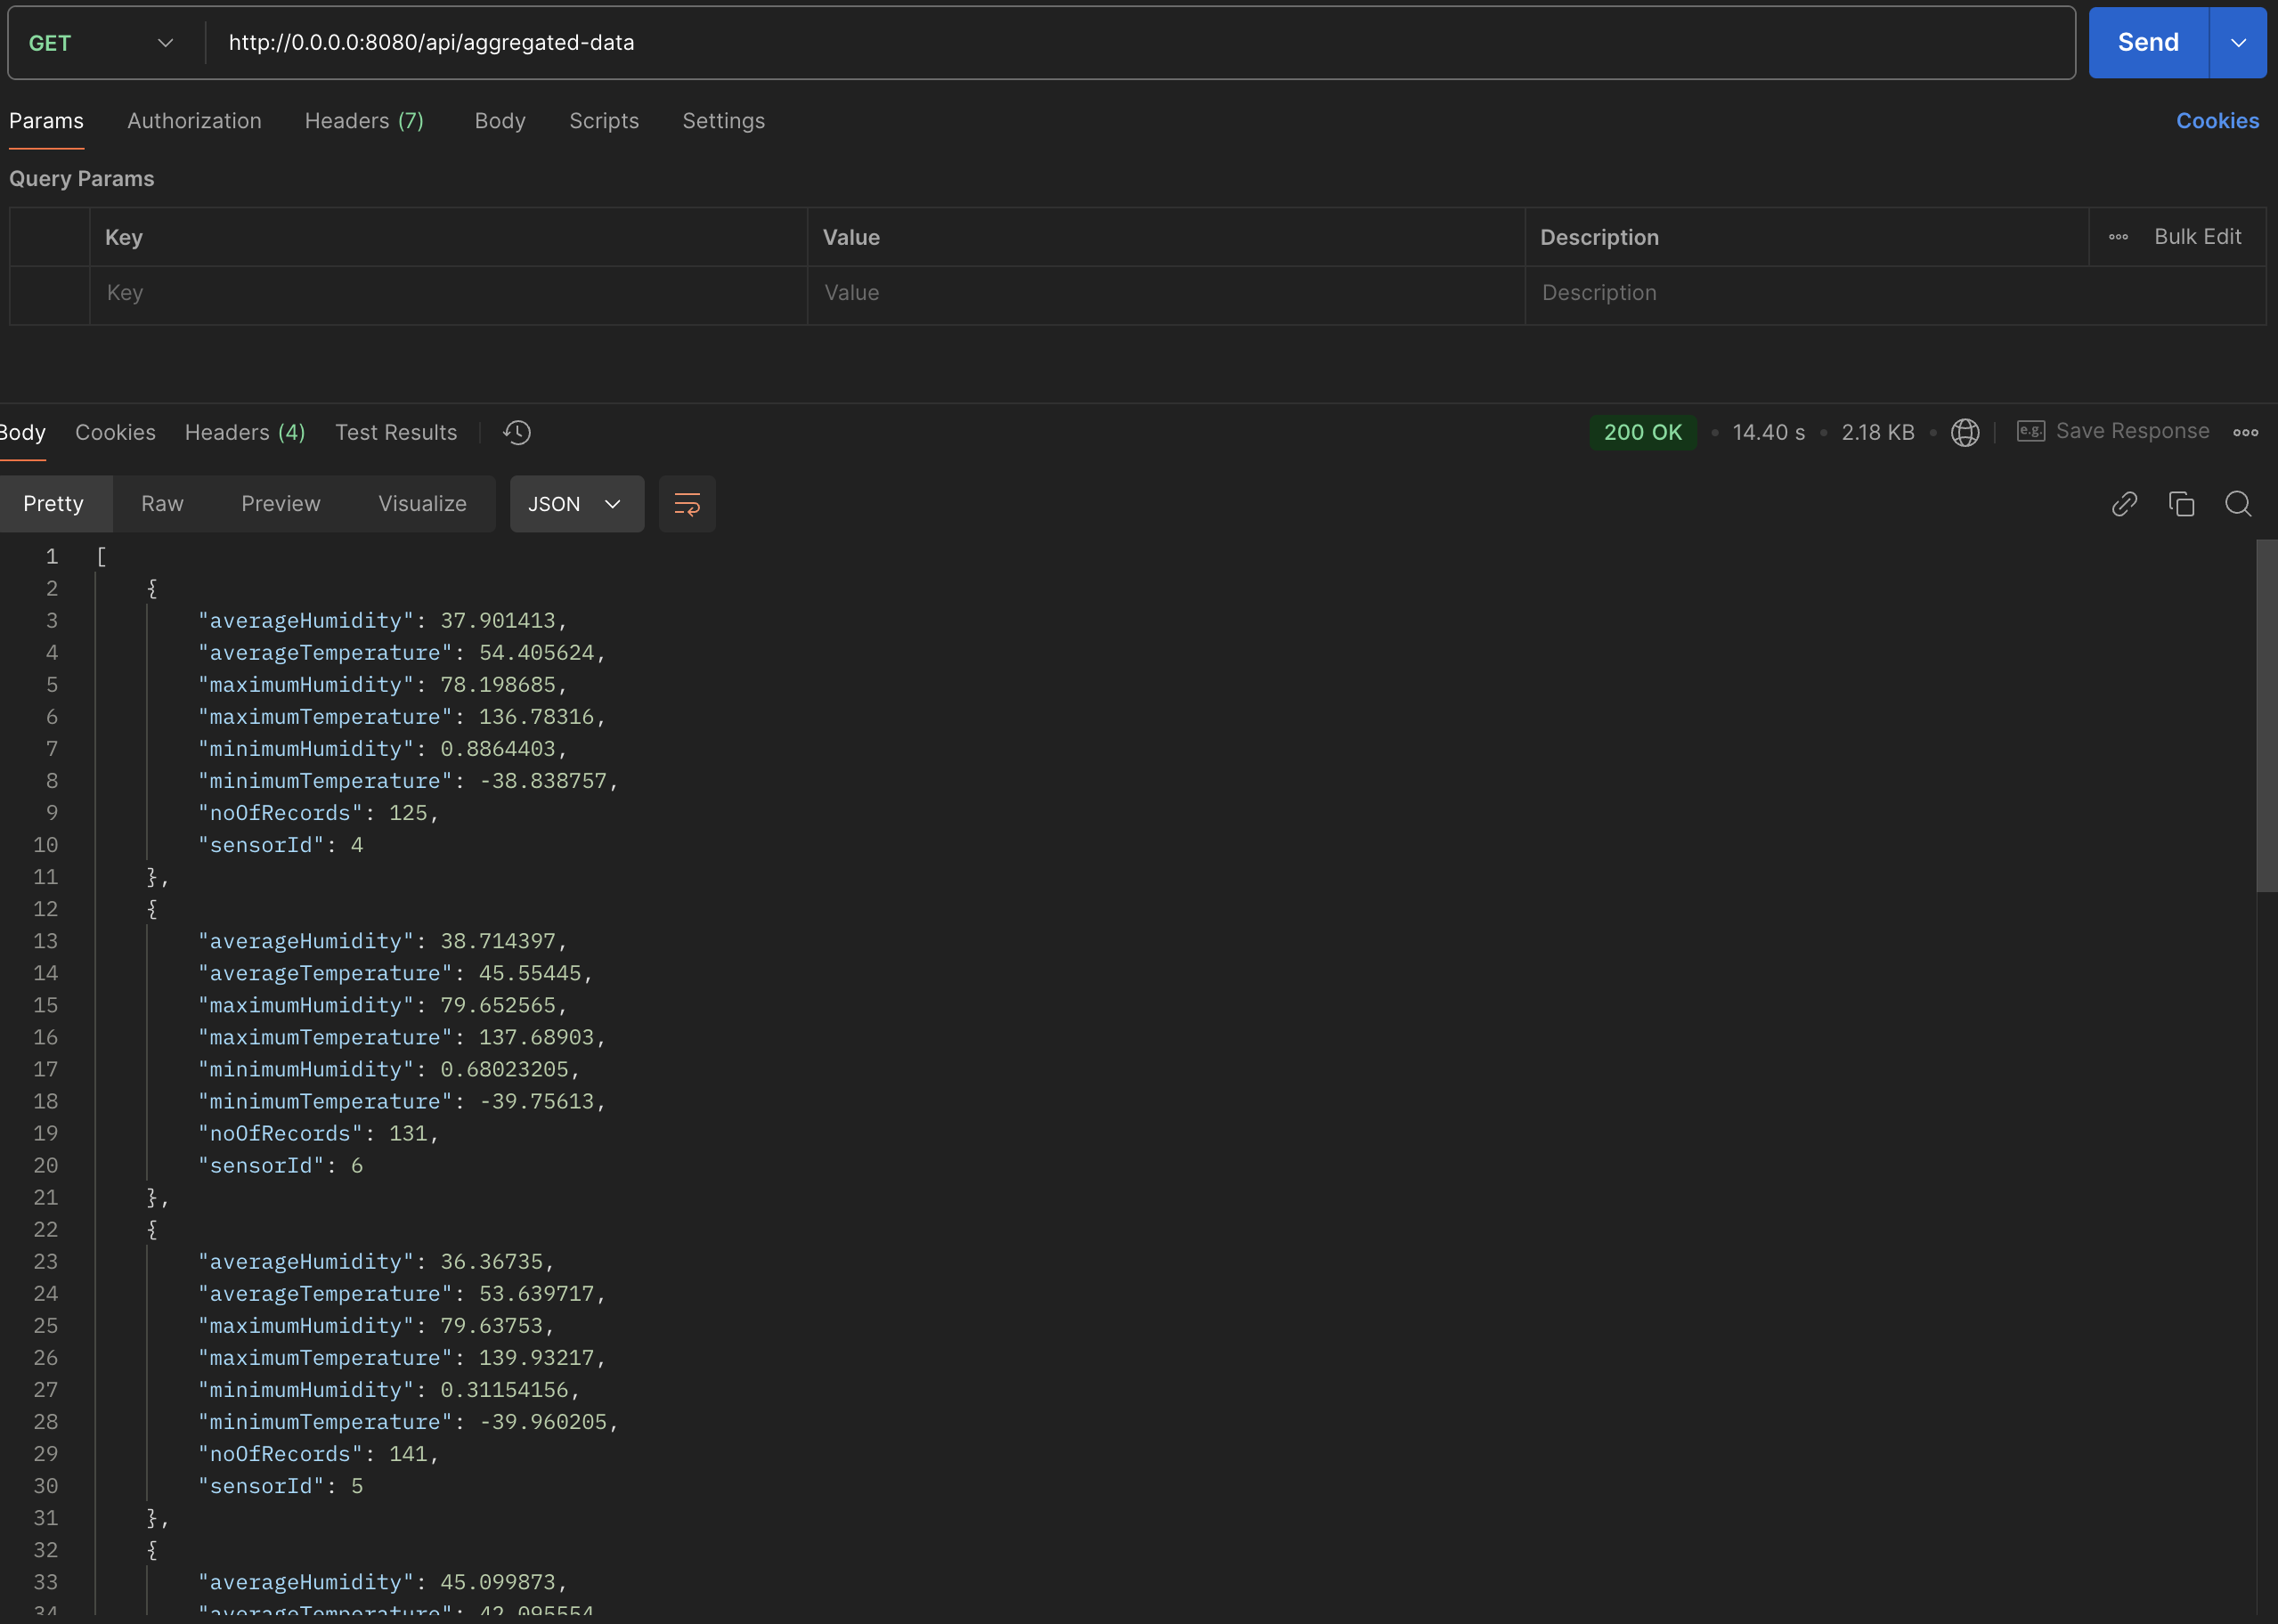 GET http://0.0.0.0:8080/api/aggregated-data Send
Params Authorization Headers (7) Body Scripts Settings Cookies
Query Params
Key Value Description Bulk Edit
Key Value Description
Body Cookies Headers (4) Test Results 200 OK • 14.40 s • 2.18 KB • e.g. Save Response
Pretty Raw Preview Visualize JSON
1 [
2 {
3 "averageHumidity": 37.901413,
4 "averageTemperature": 54.405624,
5 "maximumHumidity": 78.198685,
6 "maximumTemperature": 136.78316,
7 "minimumHumidity": 0.8864403,
8 "minimumTemperature": -38.838757,
9 "noOfRecords": 125,
10 "sensorId": 4
11 },
12 {
13 "averageHumidity": 38.714397,
14 "averageTemperature": 45.55445,
15 "maximumHumidity": 79.652565,
16 "maximumTemperature": 137.68903,
17 "minimumHumidity": 0.68023205,
18 "minimumTemperature": -39.75613,
19 "noOfRecords": 131,
20 "sensorId": 6
21 },
22 {
23 "averageHumidity": 36.36735,
24 "averageTemperature": 53.639717,
25 "maximumHumidity": 79.63753,
26 "maximumTemperature": 139.93217,
27 "minimumHumidity": 0.31154156,
28 "minimumTemperature": -39.960205,
29 "noOfRecords": 141,
30 "sensorId": 5
31 },
32 {
33 "averageHumidity": 45.099873,
34 "averageTemperature": 42.095554